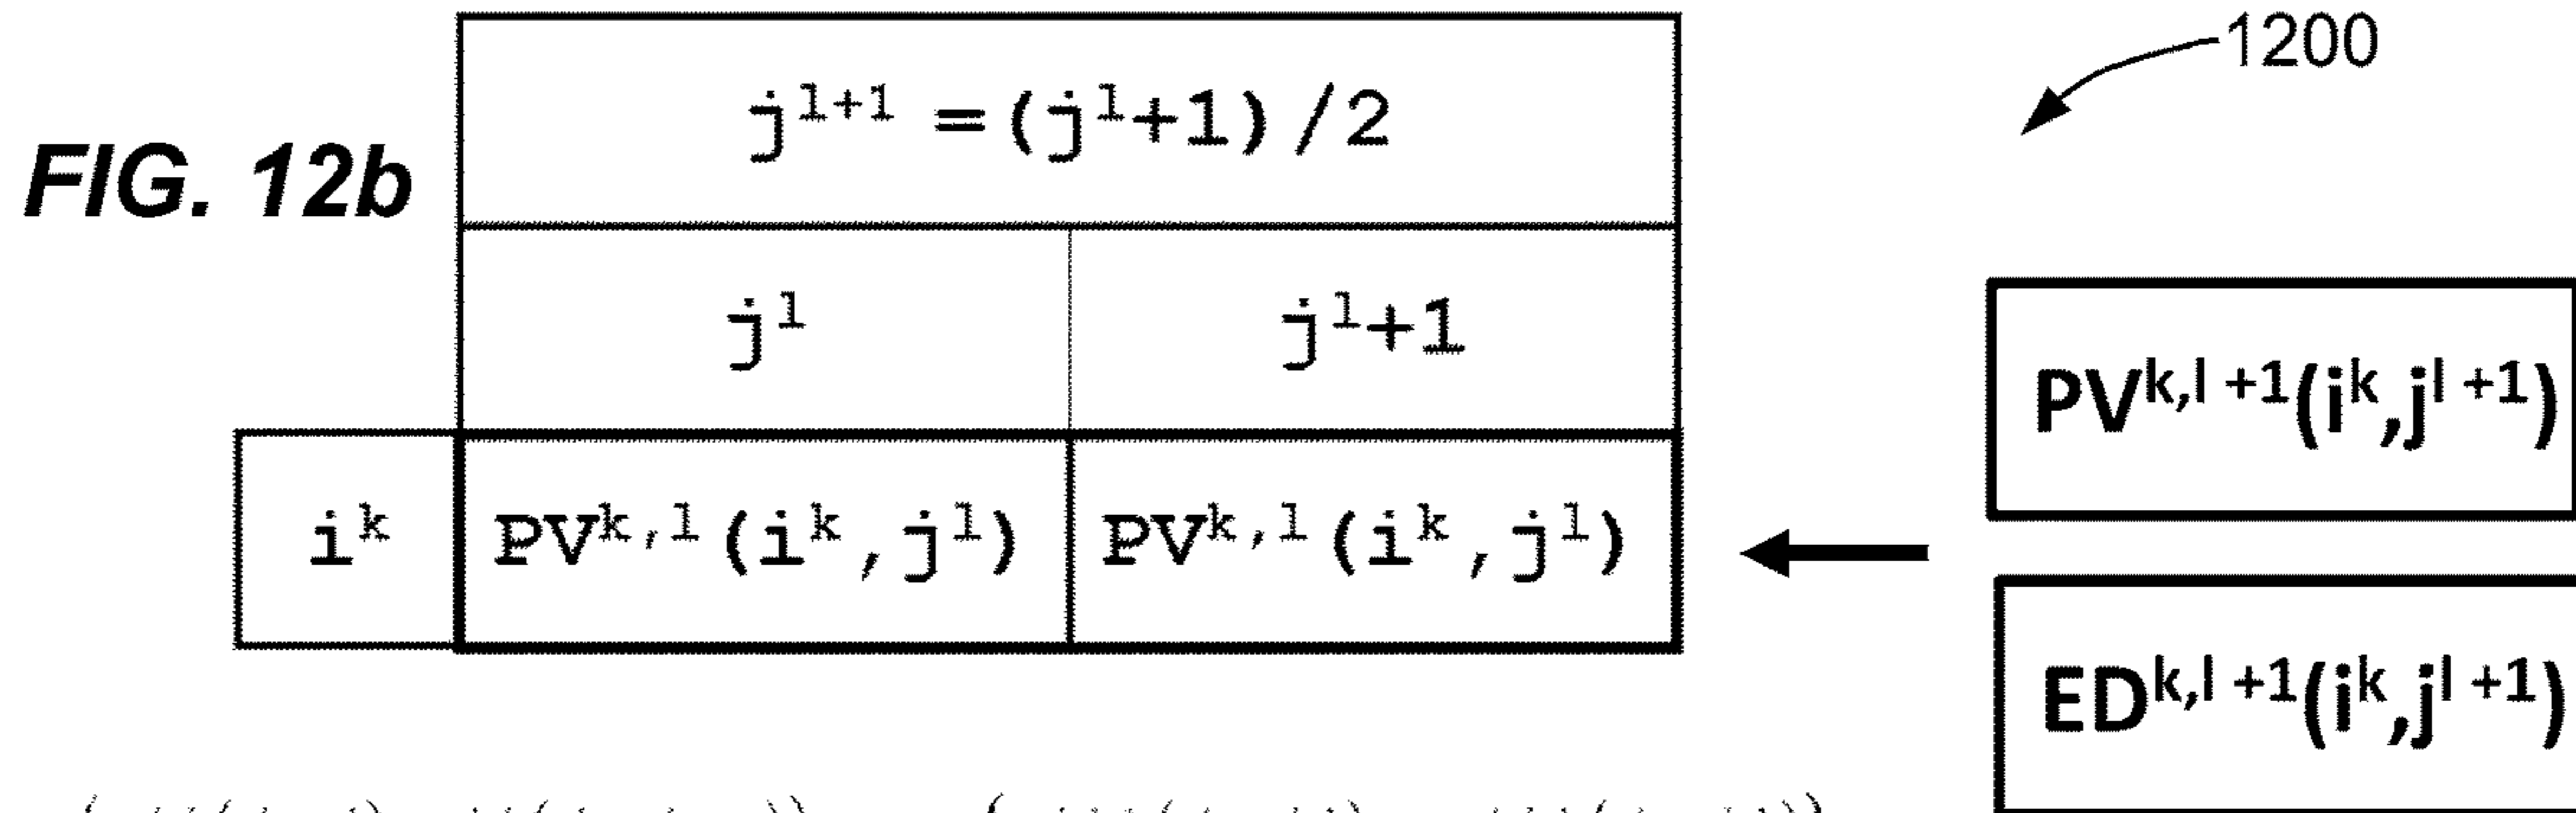 1200
FIG. 12b
j^{l+1} = (j^l+1)/2
j^l
j^l+1
PV^{k,l+1}(i^k,j^{l+1})
i^k
PV^{k,l}(i^k,j^l)
PV^{k,l}(i^k,j^l)
ED^{k,l+1}(i^k,j^{l+1})